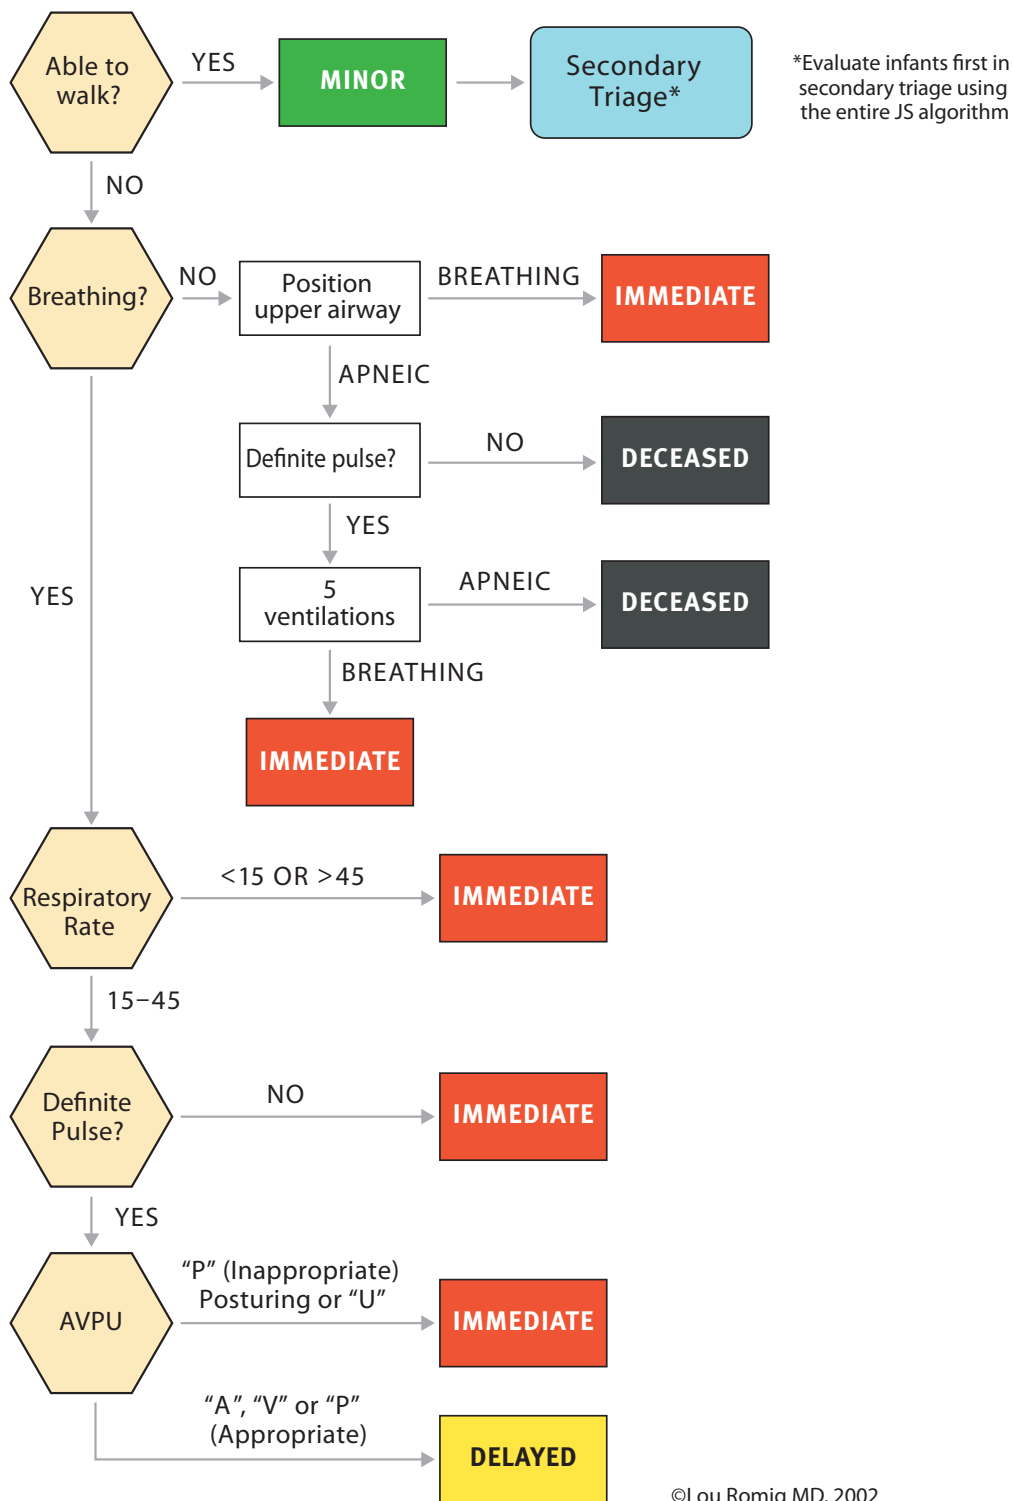 Able to
walk?
YES
MINOR
Secondary
Triage*
*Evaluate infants first in
secondary triage using
the entire JS algorithm
NO
Breathing?
NO
Position
upper airway
BREATHING
IMMEDIATE
APNEIC
Definite pulse?
NO
DECEASED
YES
5
ventilations
APNEIC
DECEASED
BREATHING
IMMEDIATE
YES
Respiratory
Rate
<15 OR >45
IMMEDIATE
15–45
Definite
Pulse?
NO
IMMEDIATE
YES
AVPU
“P” (Inappropriate)
Posturing or “U”
IMMEDIATE
“A”, “V” or “P”
(Appropriate)
DELAYED
©Lou Romig MD, 2002